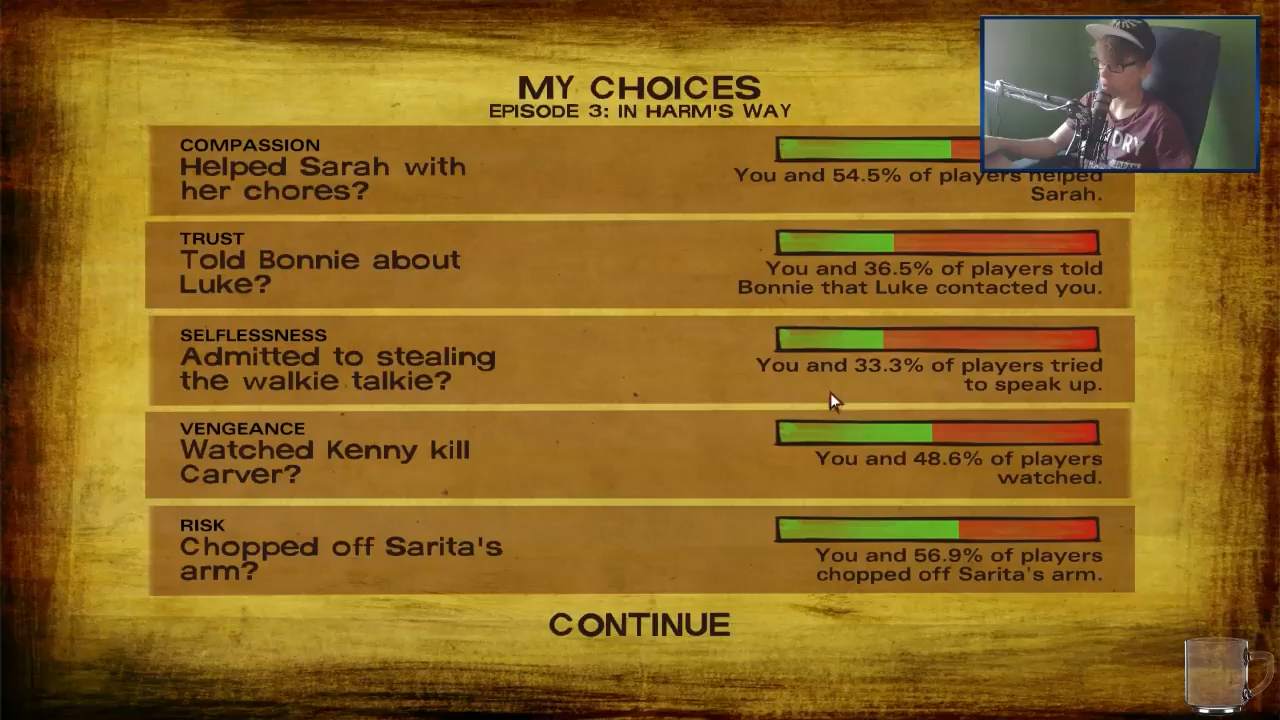 MY CHOICES
EPISODE 3: IN HARM'S WAY
COMPASSION
Helped Sarah with
her chores?
You and 54.5% of players helped
Sarah.
TRUST
Told Bonnie about
Luke?
You and 36.5% of players told
Bonnie that Luke contacted you.
SELFLESSNESS
Admitted to stealing
the walkie talkie?
You and 33.3% of players tried
to speak up.
VENGEANCE
Watched Kenny kill
Carver?
You and 48.6% of players
watched.
RISK
Chopped off Sarita's
arm?
You and 56.9% of players
chopped off Sarita's arm.
CONTINUE